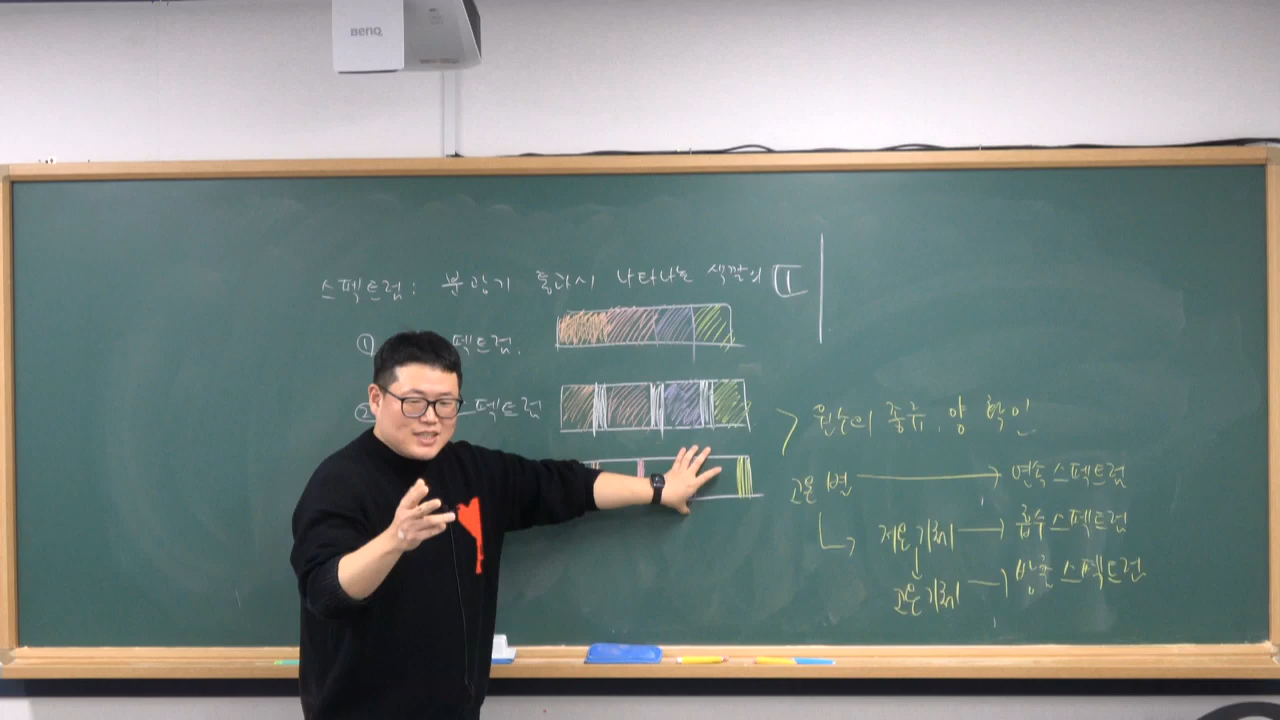 BENQ
스펙트럼: 분광기 통과시 나타나는 색깔의 띠
① 펙트럼.
② 펙트럼
> 원소의 종류, 양 확인
고온 별 → 연속스펙트럼
↳ 저온기체 → 흡수스펙트럼
↓
고온기체 → 방출 스펙트럼